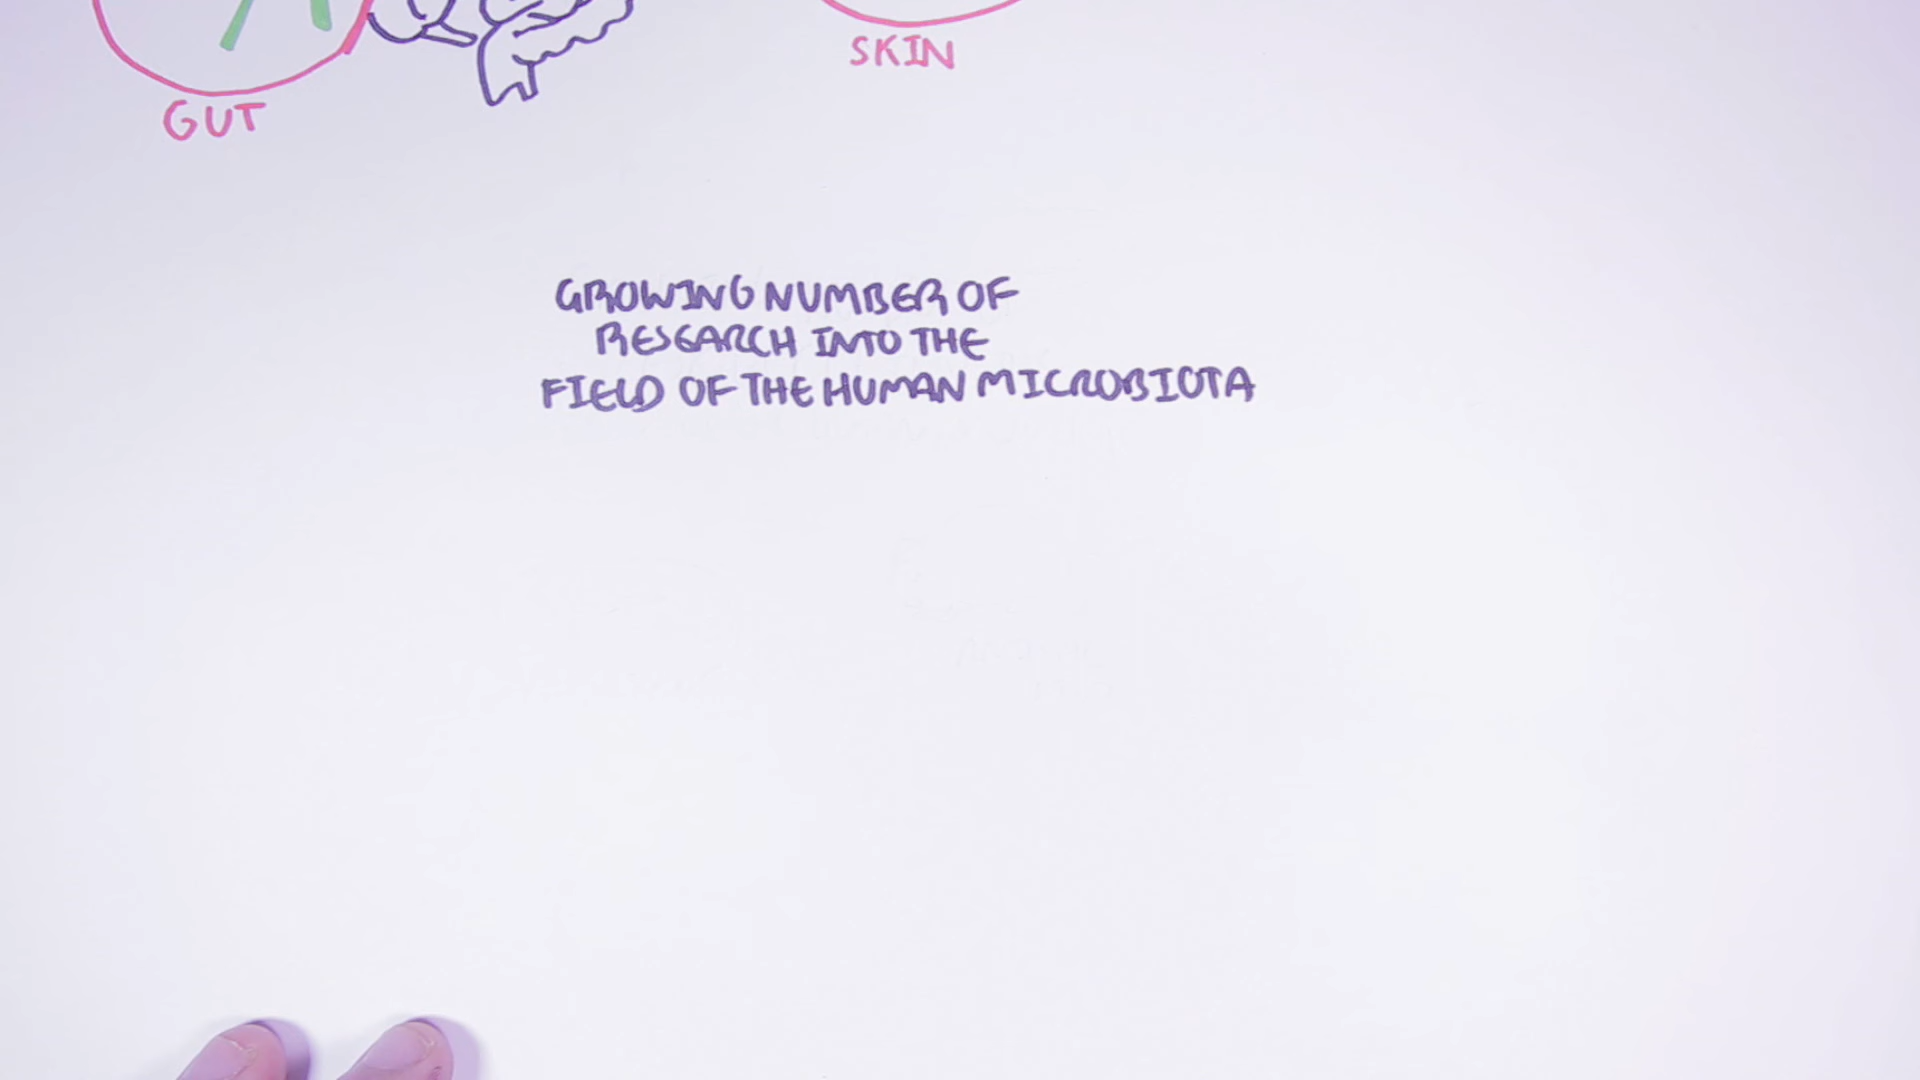 SKIN
GUT
GROWING NUMBER OF
RESEARCH INTO THE
FIELD OF THE HUMAN MICROBIOTA